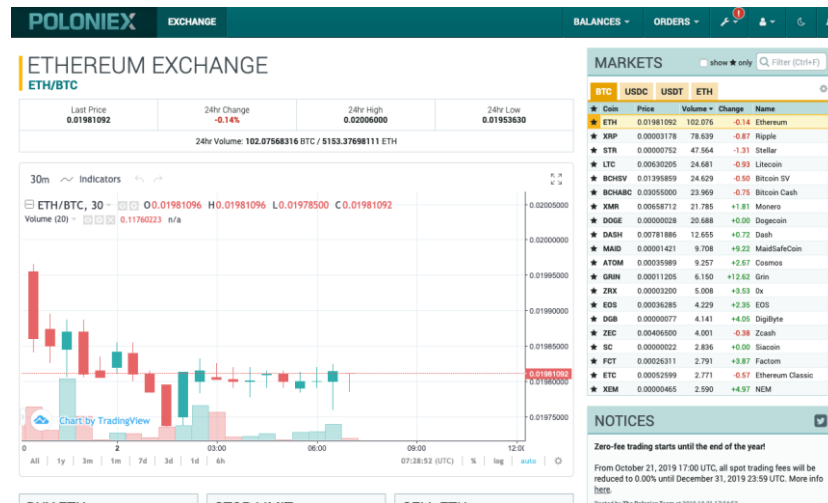 POLONIEX EXCHANGE BALANCES ORDERS
ETHEREUM EXCHANGE
ETH/BTC
Last Price 24hr Change 24hr High 24hr Low
0.01981092 -0.14% 0.02006000 0.01953630
24hr Volume: 102.07568316 BTC / 5153.37698111 ETH
30m Indicators
ETH/BTC, 30 O0.01981096 H0.01981096 L0.01978500 C0.01981092
Volume (20) 0.11760223 n/a
0.02005000
0.02000000
0.01995000
0.01990000
0.01985000
0.01981092
0.01980000
0.01975000
Chart by TradingView
0 2 03:00 06:00 09:00 12:0
All 1y 3m 1m 7d 3d 1d 6h 07:28:52 (UTC) % log auto
MARKETS show ★ only Filter (Ctrl+F)
BTC USDC USDT ETH
★ Coin Price Volume Change Name
★ ETH 0.01981092 102.076 -0.14 Ethereum
★ XRP 0.00003178 78.639 -0.87 Ripple
★ STR 0.00000752 47.564 -1.31 Stellar
★ LTC 0.00630205 24.681 -0.93 Litecoin
★ BCHSV 0.01395859 24.629 -0.50 Bitcoin SV
★ BCHABC 0.03055000 23.969 -0.75 Bitcoin Cash
★ XMR 0.00658712 21.785 +1.81 Monero
★ DOGE 0.00000028 20.688 +0.00 Dogecoin
★ DASH 0.00781886 12.655 +0.72 Dash
★ MAID 0.00001421 9.708 +9.22 MaidSafeCoin
★ ATOM 0.00035989 9.257 +2.67 Cosmos
★ GRIN 0.00011205 6.150 +12.62 Grin
★ ZRX 0.00003200 5.008 +3.53 0x
★ EOS 0.00036285 4.229 +2.35 EOS
★ DGB 0.00000077 4.141 +4.05 DigiByte
★ ZEC 0.00406500 4.001 -0.38 Zcash
★ SC 0.00000022 2.836 +0.00 Siacoin
★ FCT 0.00026311 2.791 +3.87 Factom
★ ETC 0.00052599 2.771 -0.57 Ethereum Classic
★ XEM 0.00000465 2.590 +4.97 NEM
NOTICES
Zero-fee trading starts until the end of the year!
From October 21, 2019 17:00 UTC, all spot trading fees will be
reduced to 0.00% until December 31, 2019 23:59 UTC. More info
here.